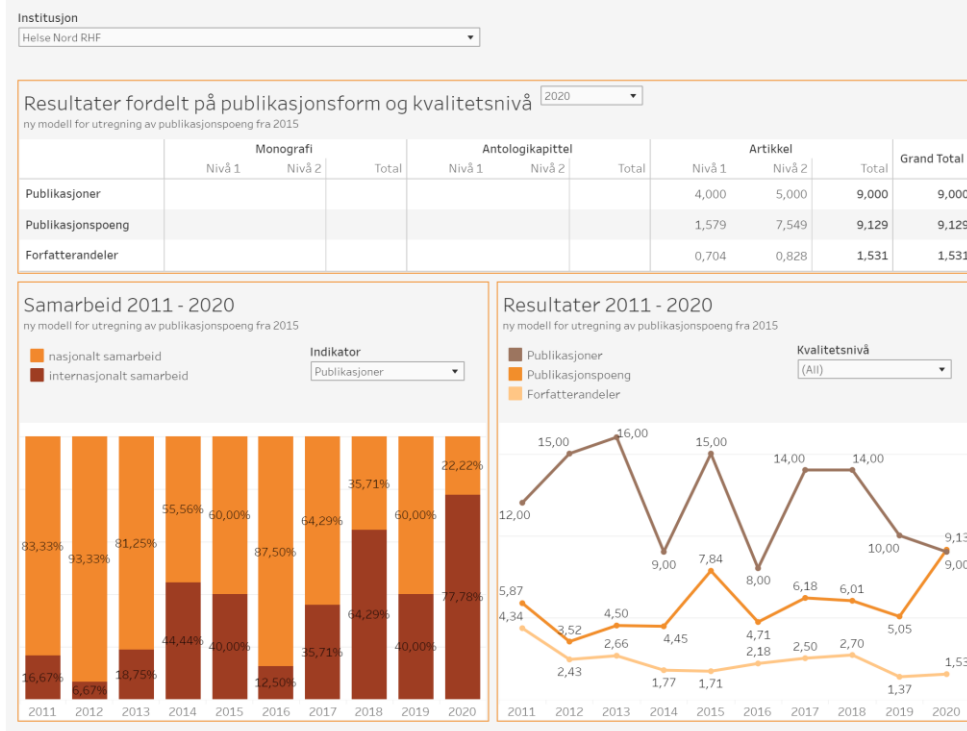 Institusjon
Helse Nord RHF
Resultater fordelt på publikasjonsform og kvalitetsnivå 2020
ny modell for utregning av publikasjonspoeng fra 2015
Monografi Antologikapittel Artikkel Grand Total
Nivå 1 Nivå 2 Total Nivå 1 Nivå 2 Total Nivå 1 Nivå 2 Total
Publikasjoner 4,000 5,000 9,000 9,000
Publikasjonspoeng 1,579 7,549 9,129 9,129
Forfatterandeler 0,704 0,828 1,531 1,531
Samarbeid 2011 - 2020
ny modell for utregning av publikasjonspoeng fra 2015
nasjonalt samarbeid
internasjonalt samarbeid
Indikator
Publikasjoner
83,33% 93,33% 81,25% 55,56% 60,00% 87,50% 64,29% 35,71% 60,00% 22,22%
16,67% 6,67% 18,75% 44,44% 40,00% 12,50% 35,71% 64,29% 40,00% 77,78%
2011 2012 2013 2014 2015 2016 2017 2018 2019 2020
Resultater 2011 - 2020
ny modell for utregning av publikasjonspoeng fra 2015
Publikasjoner
Publikasjonspoeng
Forfatterandeler
Kvalitetsnivå
(All)
12,00 15,00 16,00 9,00 15,00 8,00 14,00 14,00 10,00 9,00
5,87 3,52 4,50 4,45 7,84 4,71 6,18 6,01 5,05 9,13
4,34 2,43 2,66 1,77 1,71 2,18 2,50 2,70 1,37 1,53
2011 2012 2013 2014 2015 2016 2017 2018 2019 2020